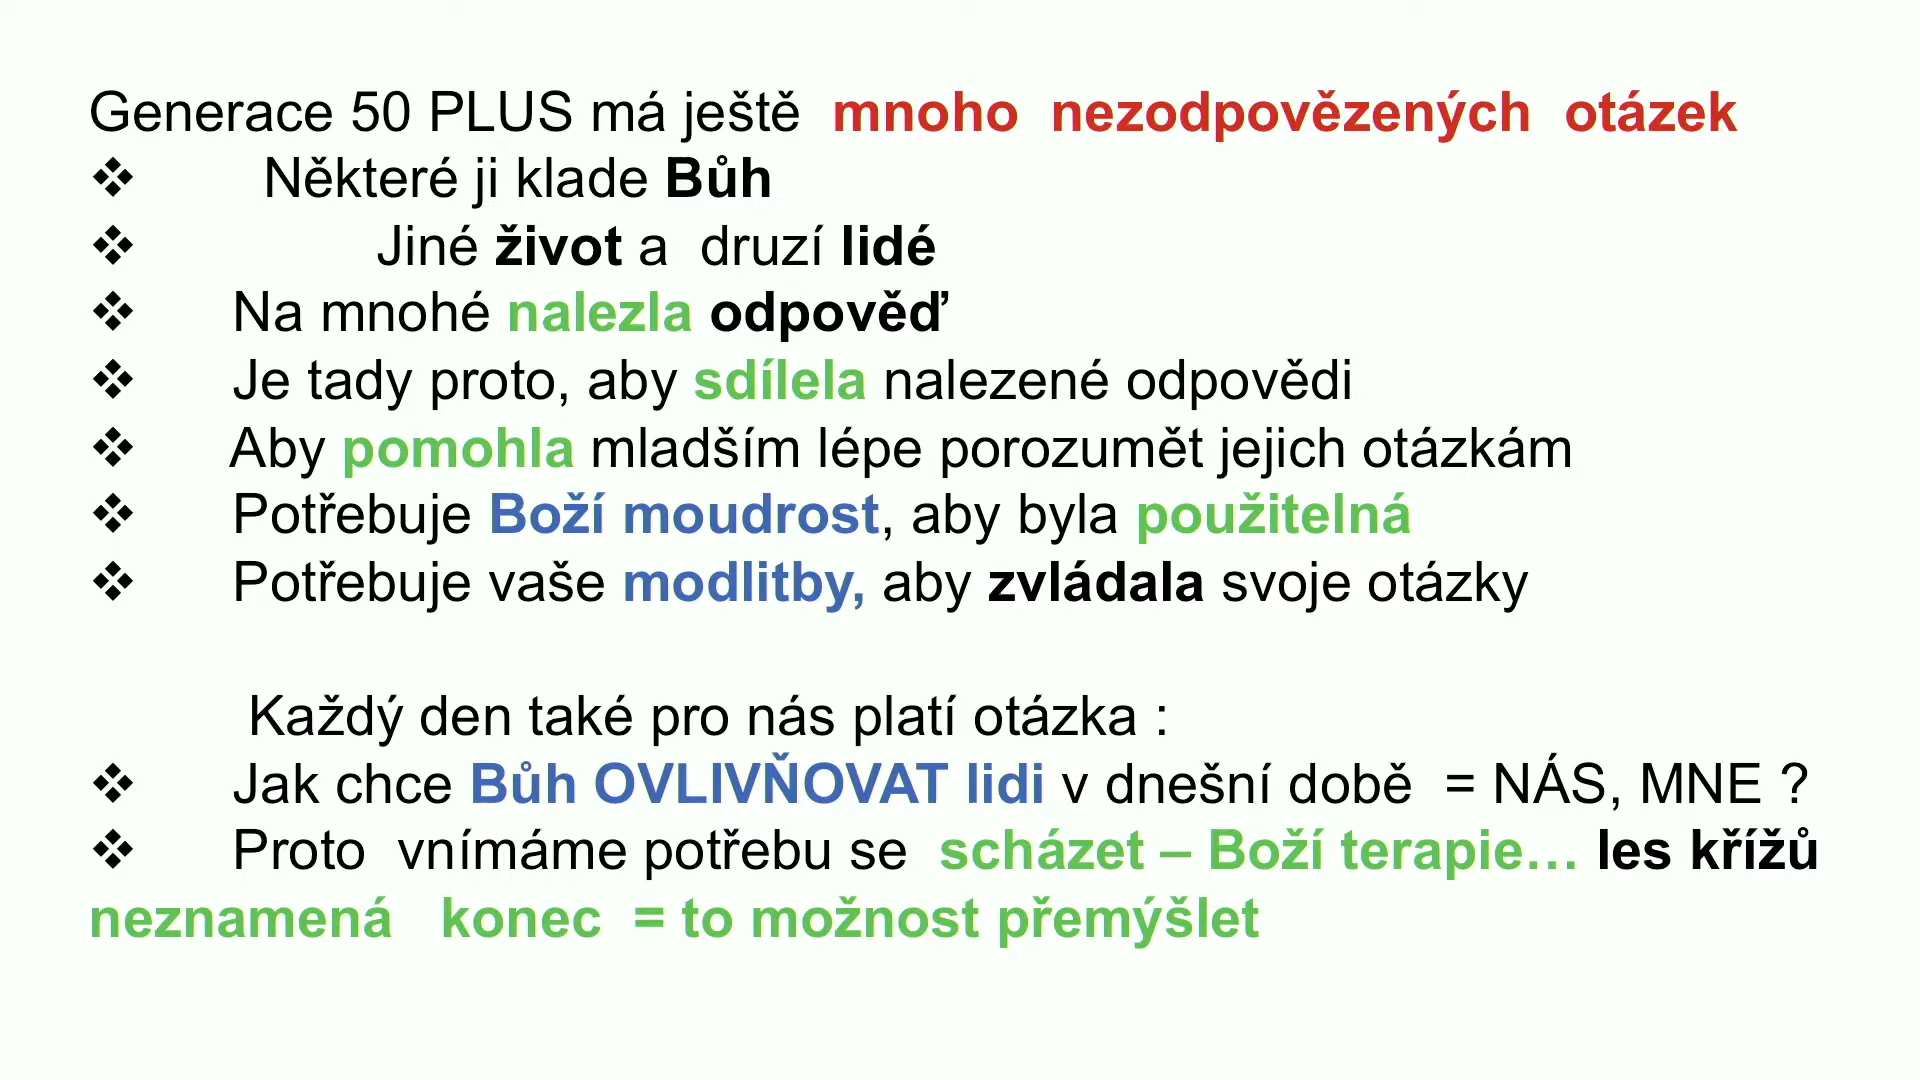 Generace 50 PLUS má ještě mnoho nezodpovězených otázek
❖ Některé ji klade Bůh
❖ Jiné život a druzí lidé
❖ Na mnohé nalezla odpověď
❖ Je tady proto, aby sdílela nalezené odpovědi
❖ Aby pomohla mladším lépe porozumět jejich otázkám
❖ Potřebuje Boží moudrost, aby byla použitelná
❖ Potřebuje vaše modlitby, aby zvládala svoje otázky
Každý den také pro nás platí otázka :
❖ Jak chce Bůh OVLIVŇOVAT lidi v dnešní době = NÁS, MNE ?
❖ Proto vnímáme potřebu se scházet – Boží terapie… les křížů
neznamená konec = to možnost přemýšlet